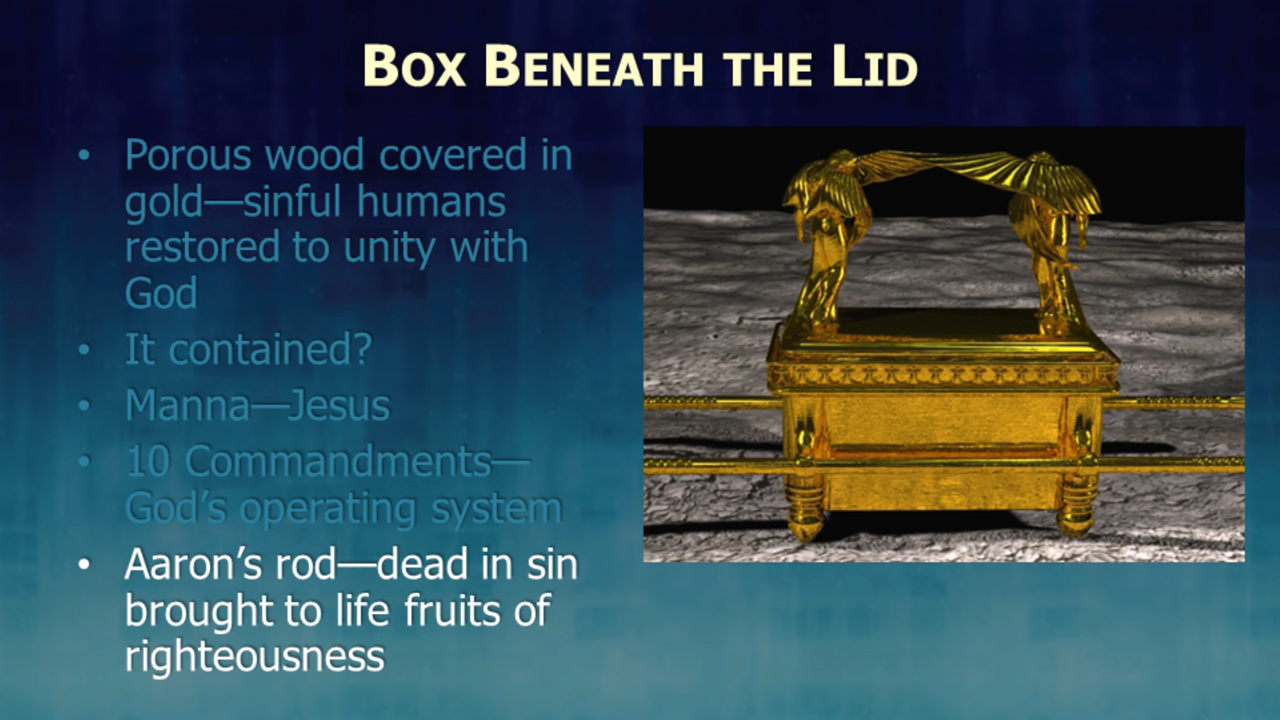 Box Beneath the Lid
• Porous wood covered in
gold—sinful humans
restored to unity with
God
• It contained?
• Manna—Jesus
• 10 Commandments—
God's operating system
• Aaron's rod—dead in sin
brought to life fruits of
righteousness